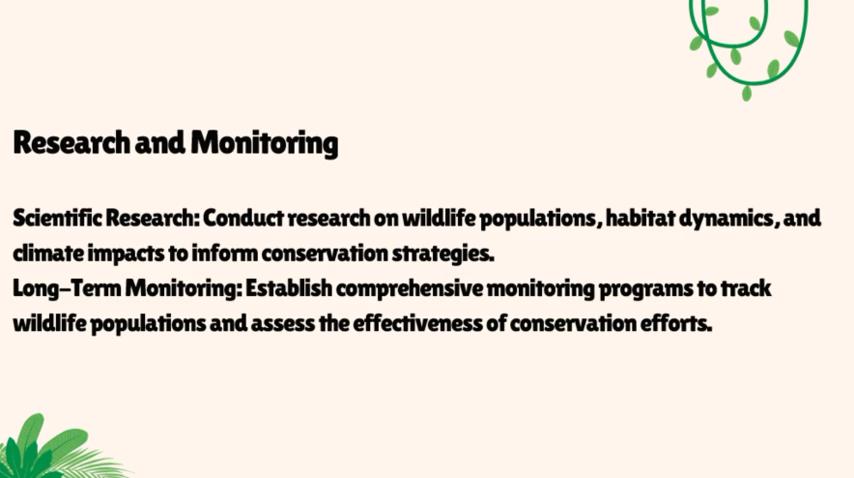 Research and Monitoring
Scientific Research: Conduct research on wildlife populations, habitat dynamics, and
climate impacts to inform conservation strategies.
Long-Term Monitoring: Establish comprehensive monitoring programs to track
wildlife populations and assess the effectiveness of conservation efforts.